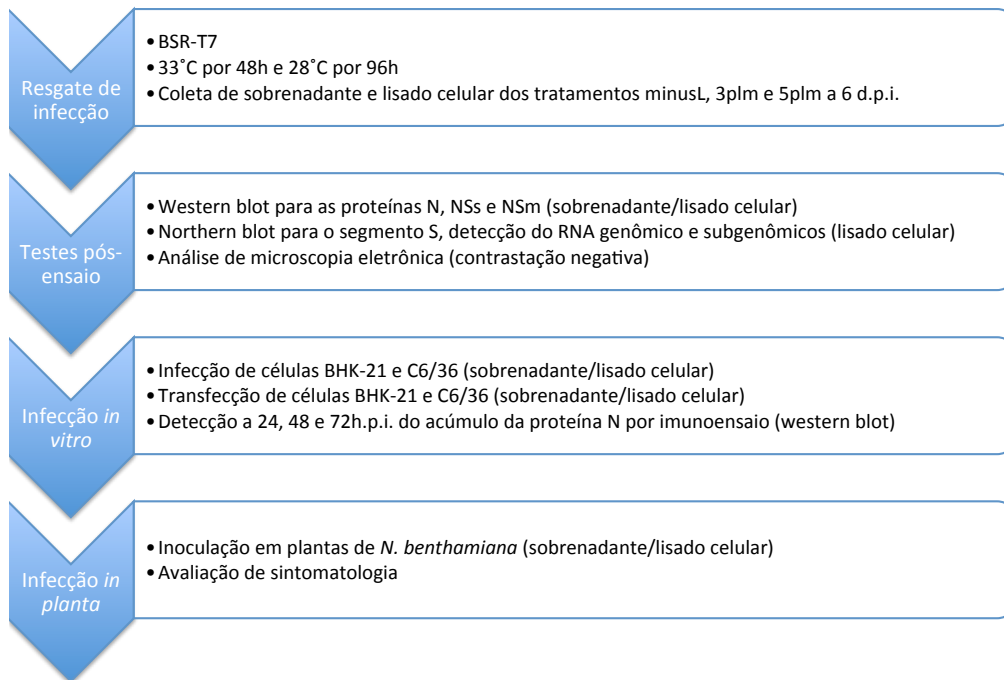 Resgate de
infecção
•BSR-T7
•33˚C por 48h e 28˚C por 96h
•Coleta de sobrenadante e lisado celular dos tratamentos minusL, 3plm e 5plm a 6 d.p.i.
Testes pós-
ensaio
•Western blot para as proteínas N, NSs e NSm (sobrenadante/lisado celular)
•Northern blot para o segmento S, detecção do RNA genômico e subgenômicos (lisado celular)
•Análise de microscopia eletrônica (contrastação negativa)
Infecção in
vitro
•Infecção de células BHK-21 e C6/36 (sobrenadante/lisado celular)
•Transfecção de células BHK-21 e C6/36 (sobrenadante/lisado celular)
•Detecção a 24, 48 e 72h.p.i. do acúmulo da proteína N por imunoensaio (western blot)
Infecção in
planta
•Inoculação em plantas de N. benthamiana (sobrenadante/lisado celular)
•Avaliação de sintomatologia